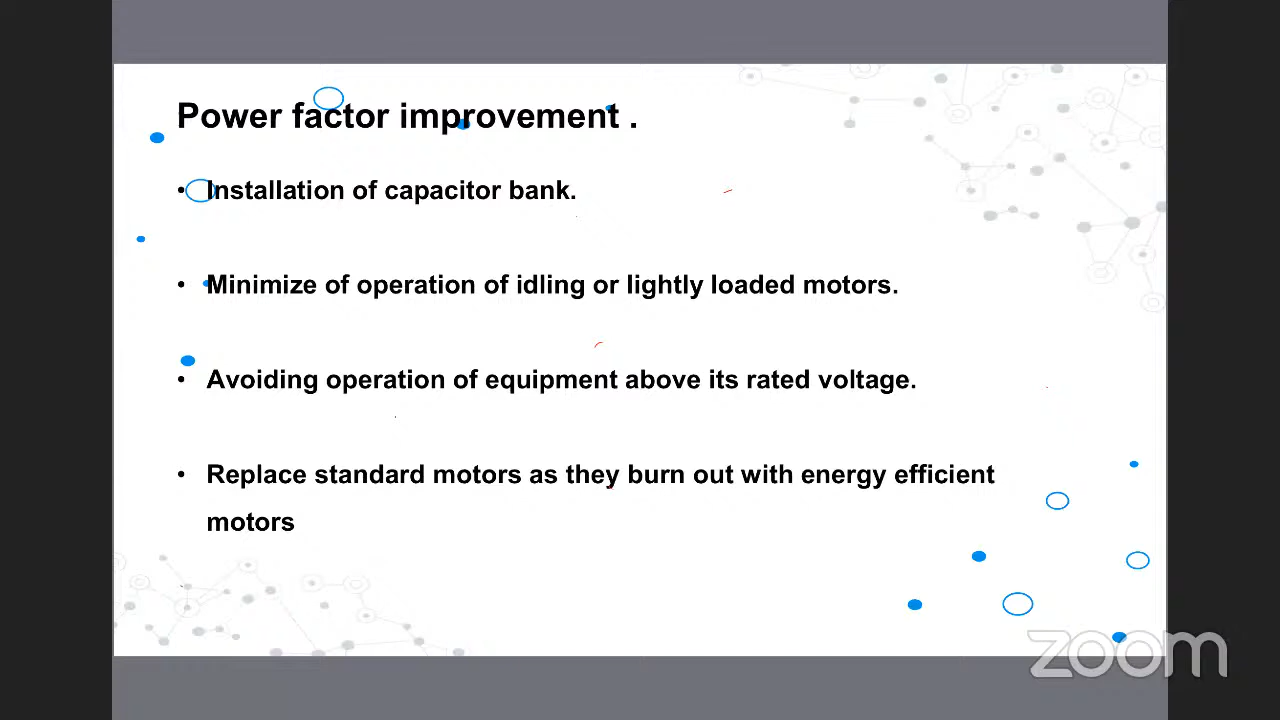 Power factor improvement .
• Installation of capacitor bank.
• Minimize of operation of idling or lightly loaded motors.
• Avoiding operation of equipment above its rated voltage.
• Replace standard motors as they burn out with energy efficient
motors
zoom